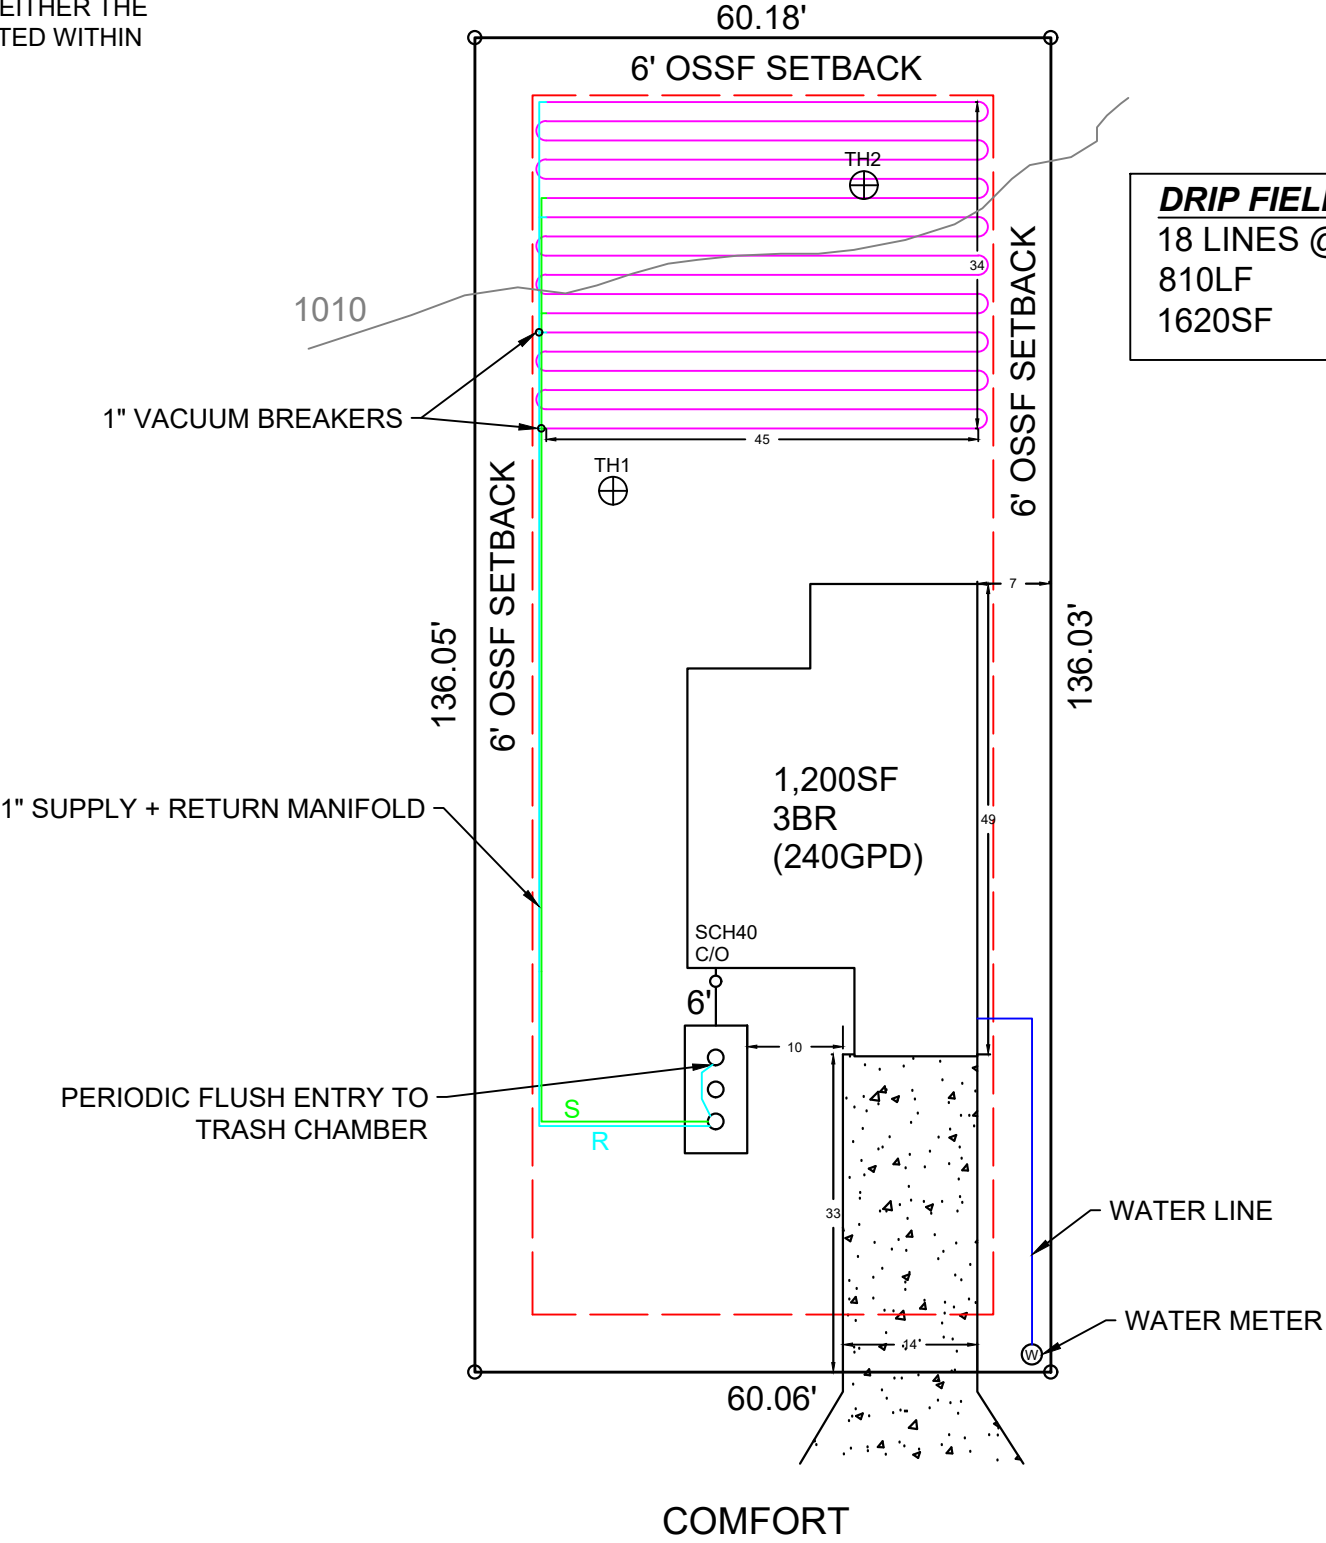 EITHER THE
TED WITHIN
60.18'
6' OSSF SETBACK
TH2
DRIP FIEL
18 LINES @
810LF
1620SF
34
1010
6' OSSF SETBACK
1" VACUUM BREAKERS
45
TH1
6' OSSF SETBACK
7
136.05'
136.03'
1,200SF
3BR
(240GPD)
1" SUPPLY + RETURN MANIFOLD
49
SCH40
C/O
6'
10
PERIODIC FLUSH ENTRY TO
TRASH CHAMBER
S
R
33
WATER LINE
WATER METER
14'
W
60.06'
COMFORT